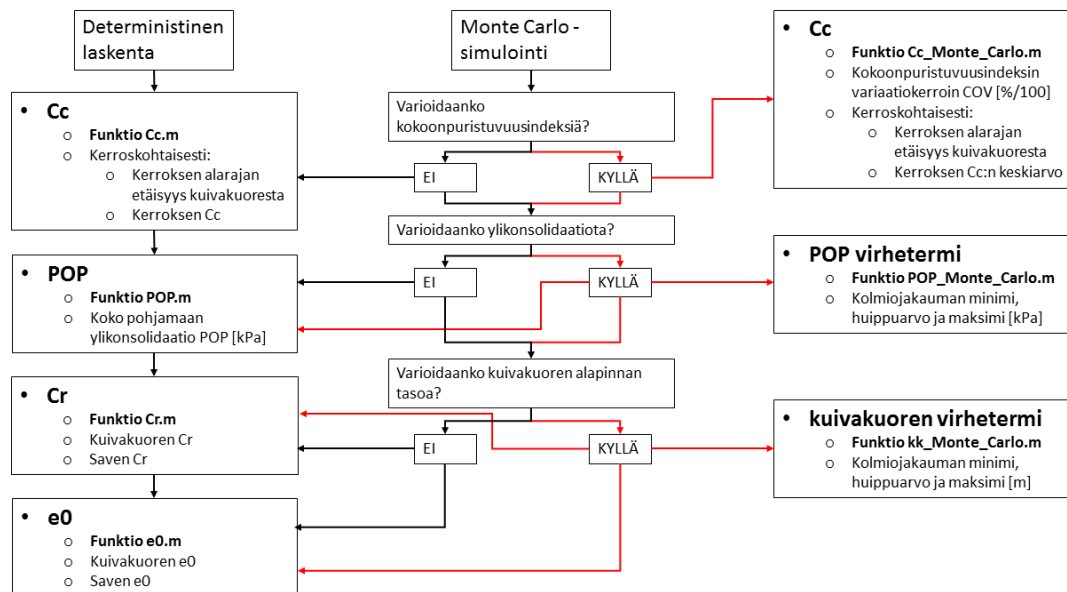 Deterministinen
laskenta
• Cc
o Funktio Cc.m
o Kerroskohtaisesti:
o Kerroksen alarajan
etäisyys kuivakuoresta
o Kerroksen Cc
• POP
o Funktio POP.m
o Koko pohjamaan
ylikonsolidaatio POP [kPa]
• Cr
o Funktio Cr.m
o Kuivakuoren Cr
o Saven Cr
• e0
o Funktio e0.m
o Kuivakuoren e0
o Saven e0
Monte Carlo -
simulointi
Varioidaanko
kokoonpuristuvuusindeksiä?
EI
KYLLÄ
Varioidaanko ylikonsolidaatiota?
EI
KYLLÄ
Varioidaanko kuivakuoren alapinnan
tasoa?
EI
KYLLÄ
• Cc
o Funktio Cc_Monte_Carlo.m
o Kokoonpuristuvuusindeksin
variaatiokerroin COV [%/100]
o Kerroskohtaisesti:
o Kerroksen alarajan
etäisyys kuivakuoresta
o Kerroksen Cc:n keskiarvo
• POP virhetermi
o Funktio POP_Monte_Carlo.m
o Kolmiojakauman minimi,
huippuarvo ja maksimi [kPa]
• kuivakuoren virhetermi
o Funktio kk_Monte_Carlo.m
o Kolmiojakauman minimi,
huippuarvo ja maksimi [m]